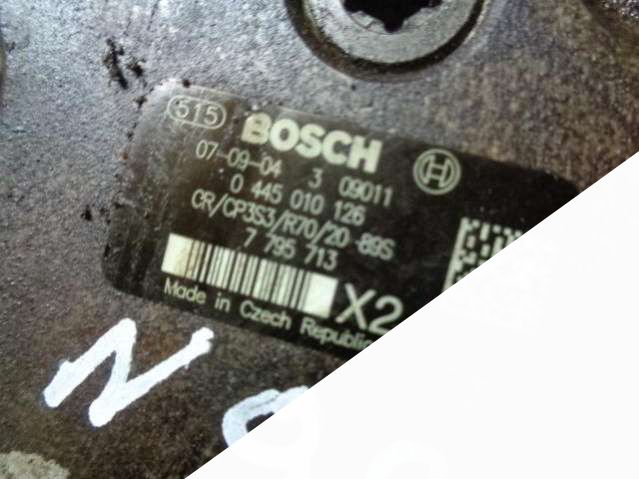 515 BOSCH
07-09-04 3 09011
0 445 010 126
CR/CP3S3/R70/20-89S
7 795 713
X2
Made in Czech Republic
N